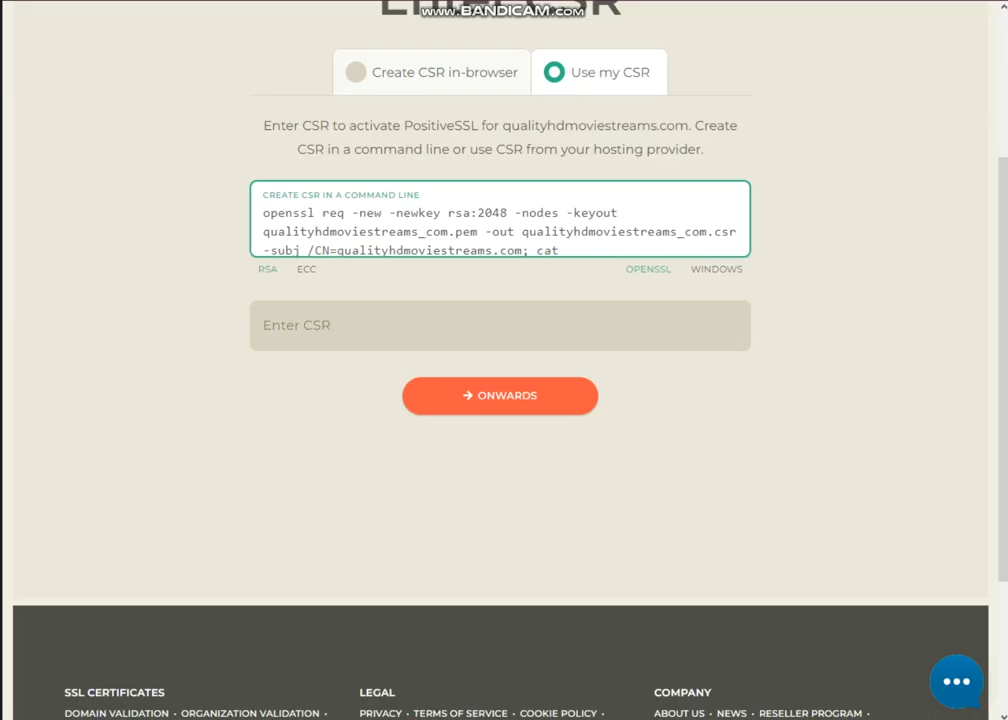 www.BANDICAM.com
Create CSR in-browser
Use my CSR
Enter CSR to activate PositiveSSL for qualityhdmoviestreams.com. Create
CSR in a command line or use CSR from your hosting provider.
CREATE CSR IN A COMMAND LINE
openssl req -new -newkey rsa:2048 -nodes -keyout
qualityhdmoviestreams_com.pem -out qualityhdmoviestreams_com.csr
-subj /CN=qualityhdmoviestreams.com; cat
RSA ECC OPENSSL WINDOWS
Enter CSR
→ ONWARDS
SSL CERTIFICATES LEGAL COMPANY
DOMAIN VALIDATION · ORGANIZATION VALIDATION · PRIVACY · TERMS OF SERVICE · COOKIE POLICY · ABOUT US · NEWS · RESELLER PROGRAM ·